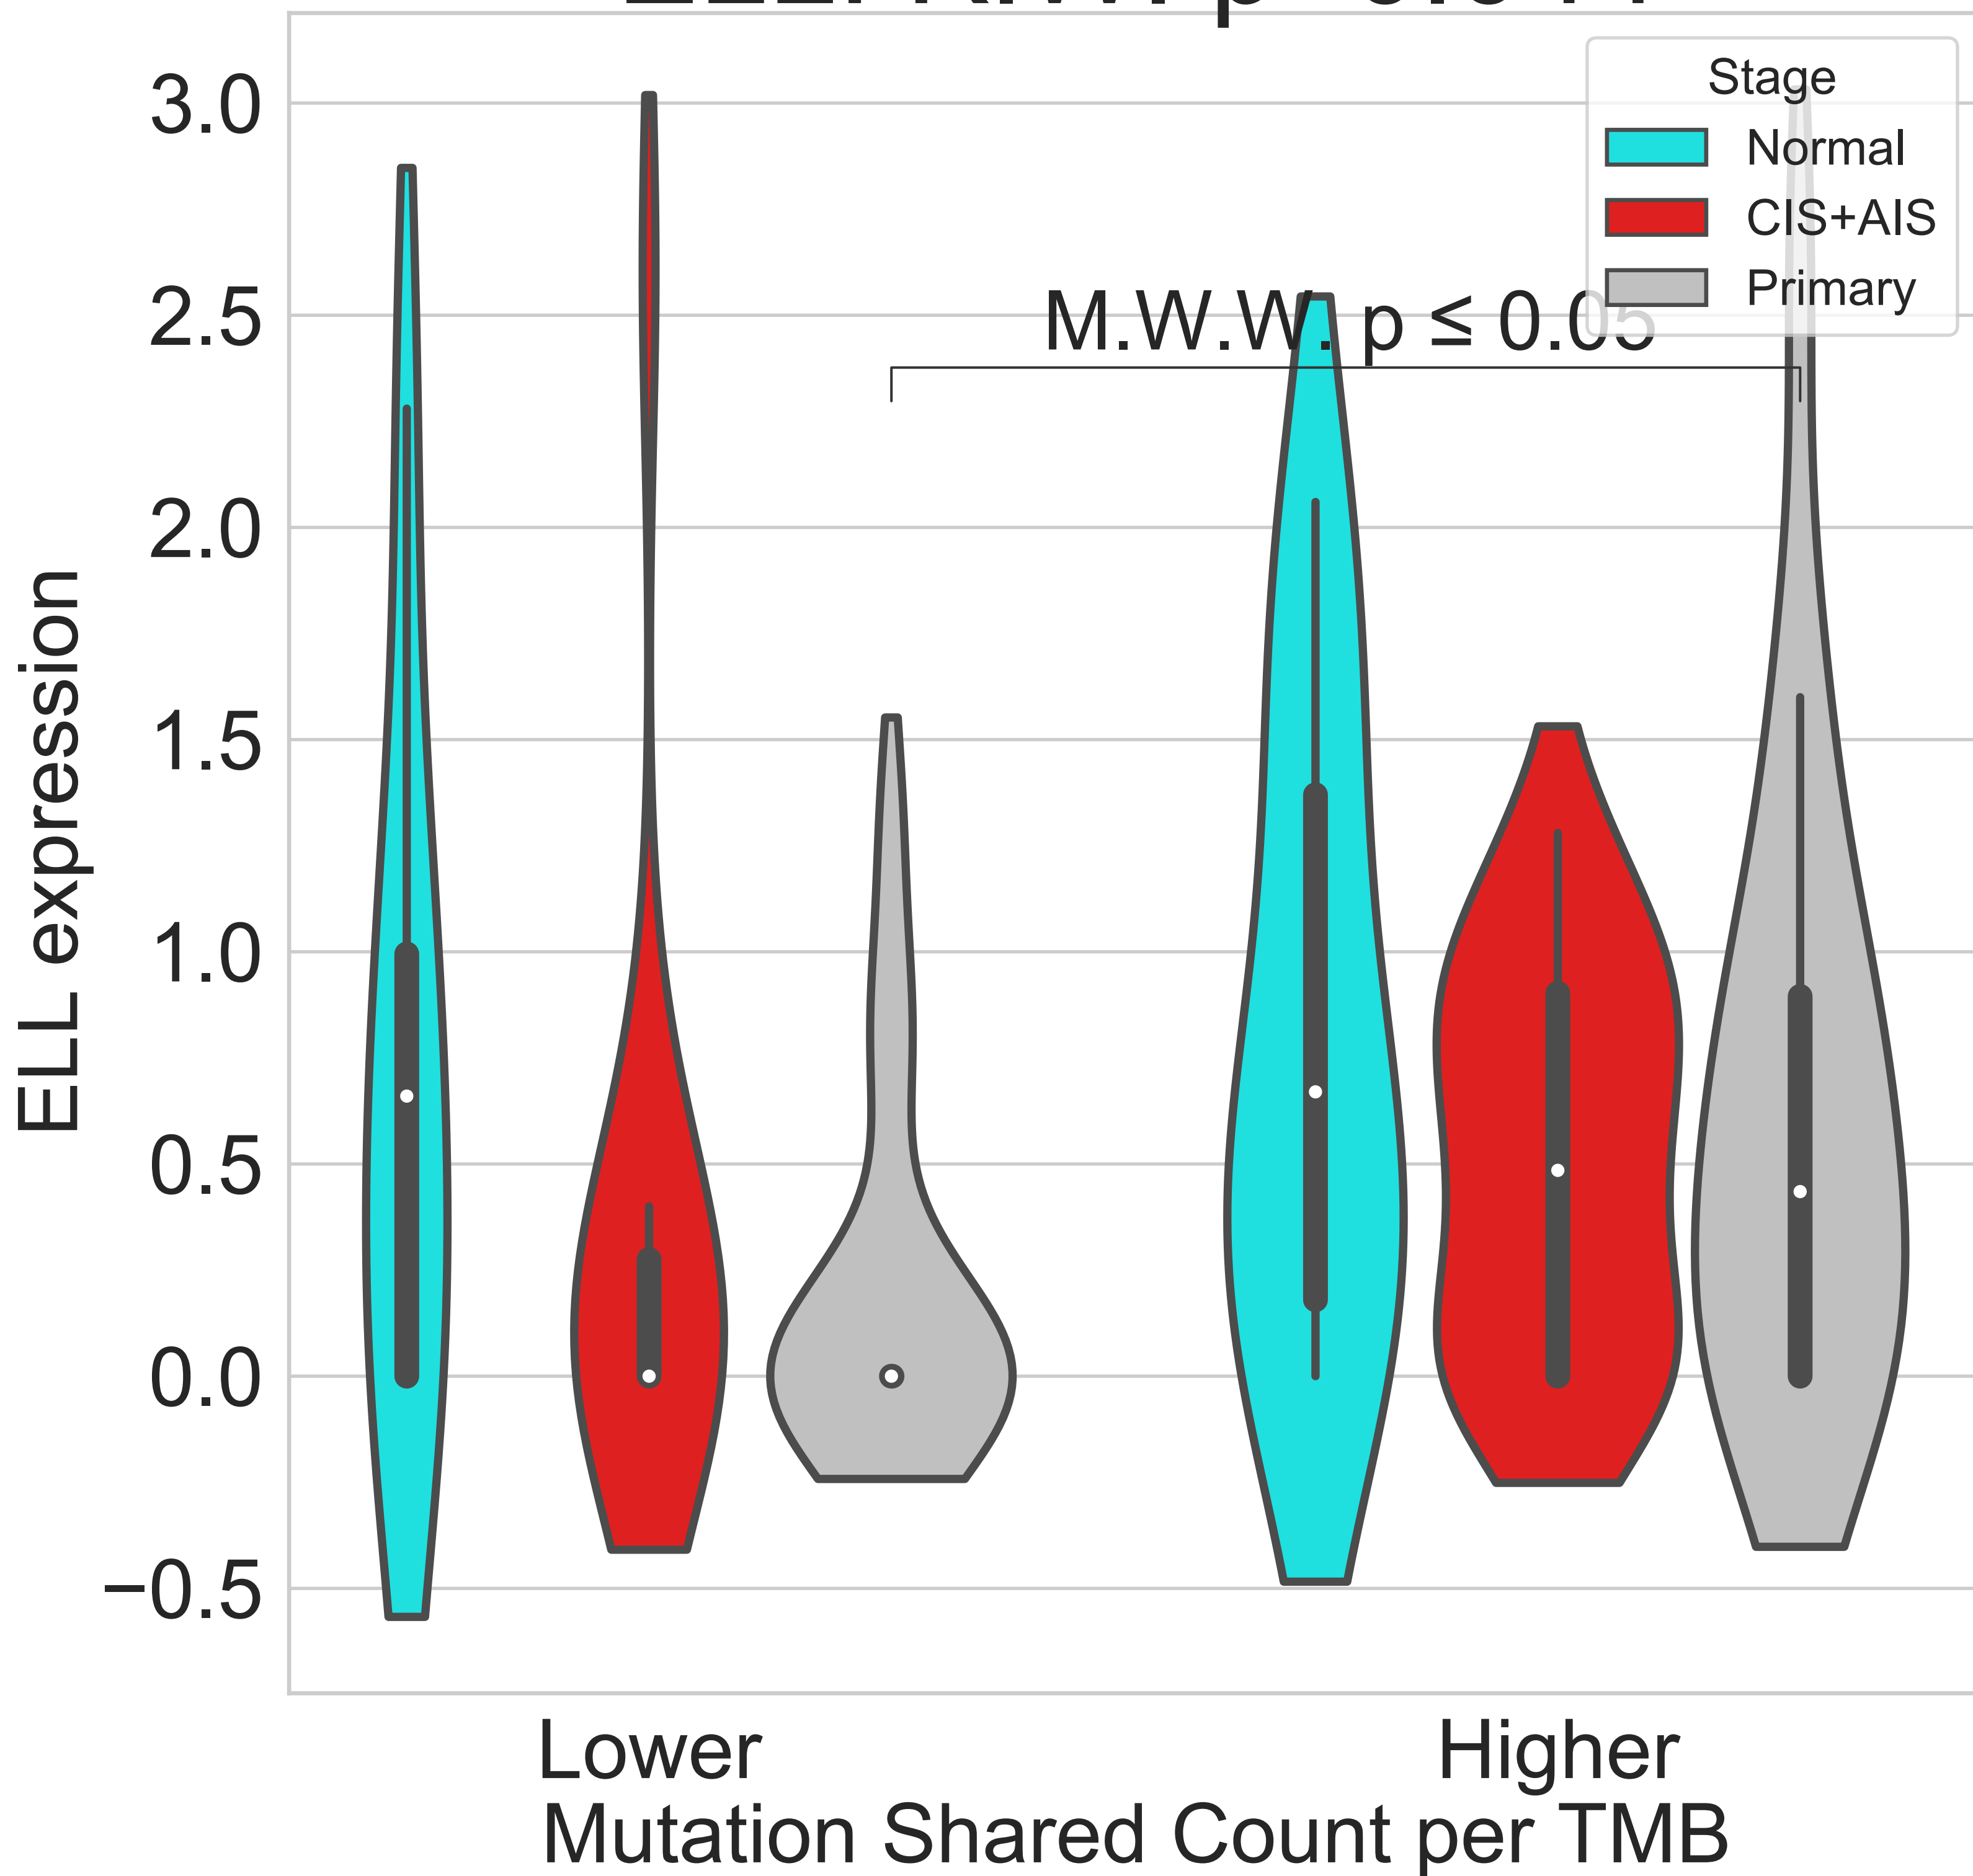 Stage
Normal
CIS+AIS
Primary
M.W.W. p ≤ 0.05
3.0
2.5
2.0
1.5
1.0
0.5
0.0
−0.5
ELL expression
Lower
Higher
Mutation Shared Count per TMB